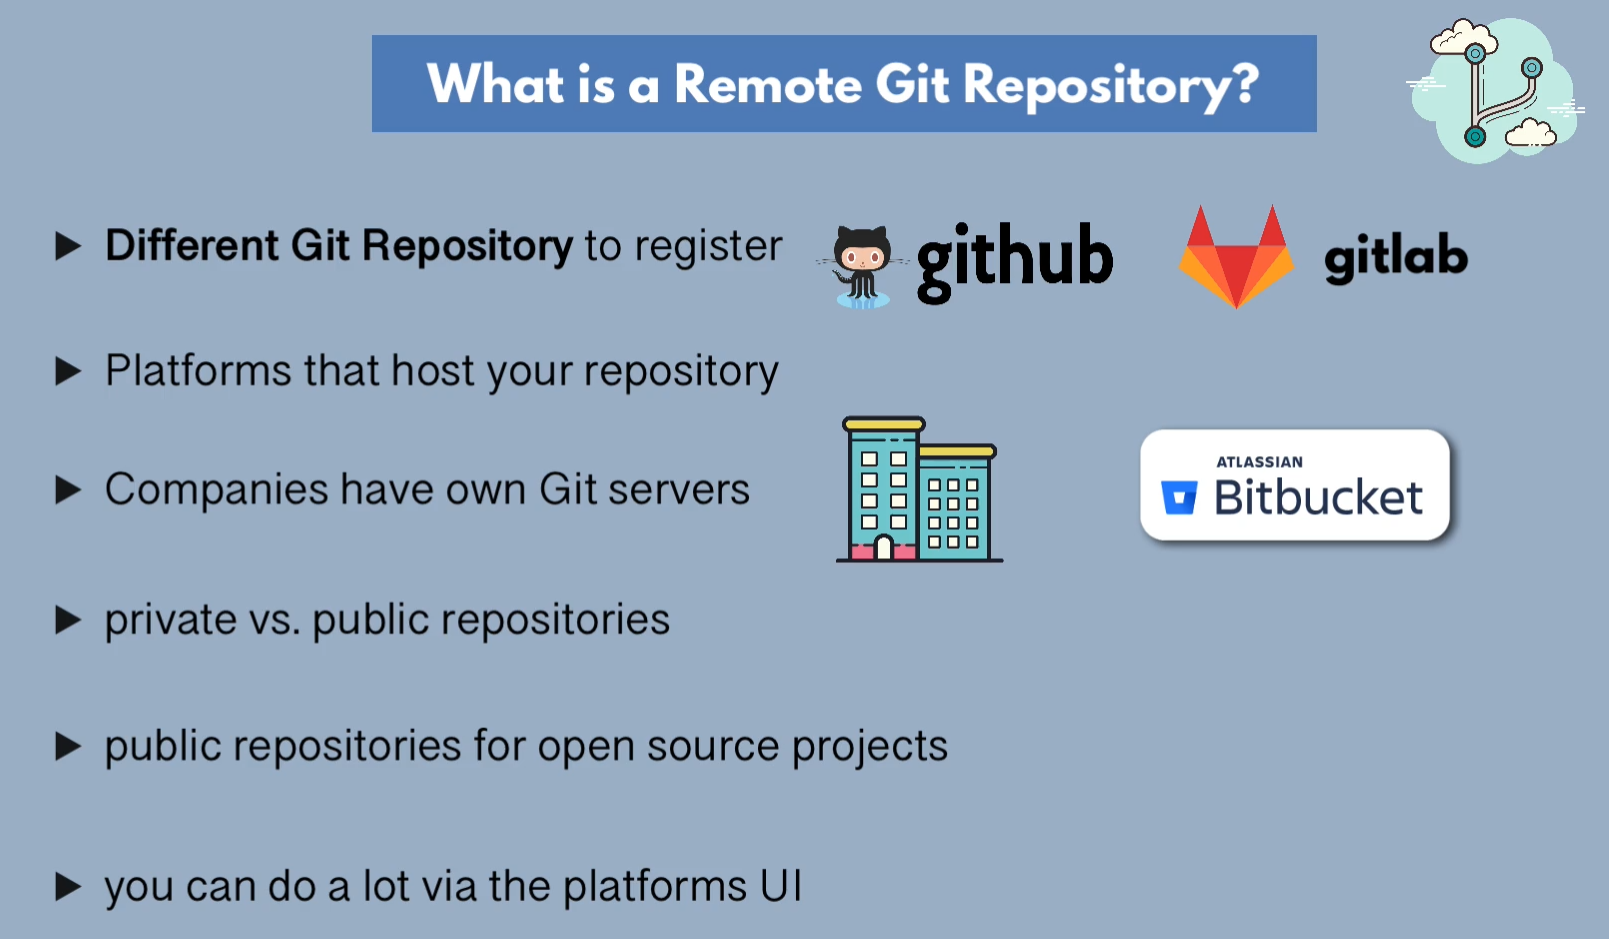 What is a Remote Git Repository?
Different Git Repository to register
github
gitlab
Platforms that host your repository
Companies have own Git servers
ATLASSIAN
Bitbucket
private vs. public repositories
public repositories for open source projects
you can do a lot via the platforms UI